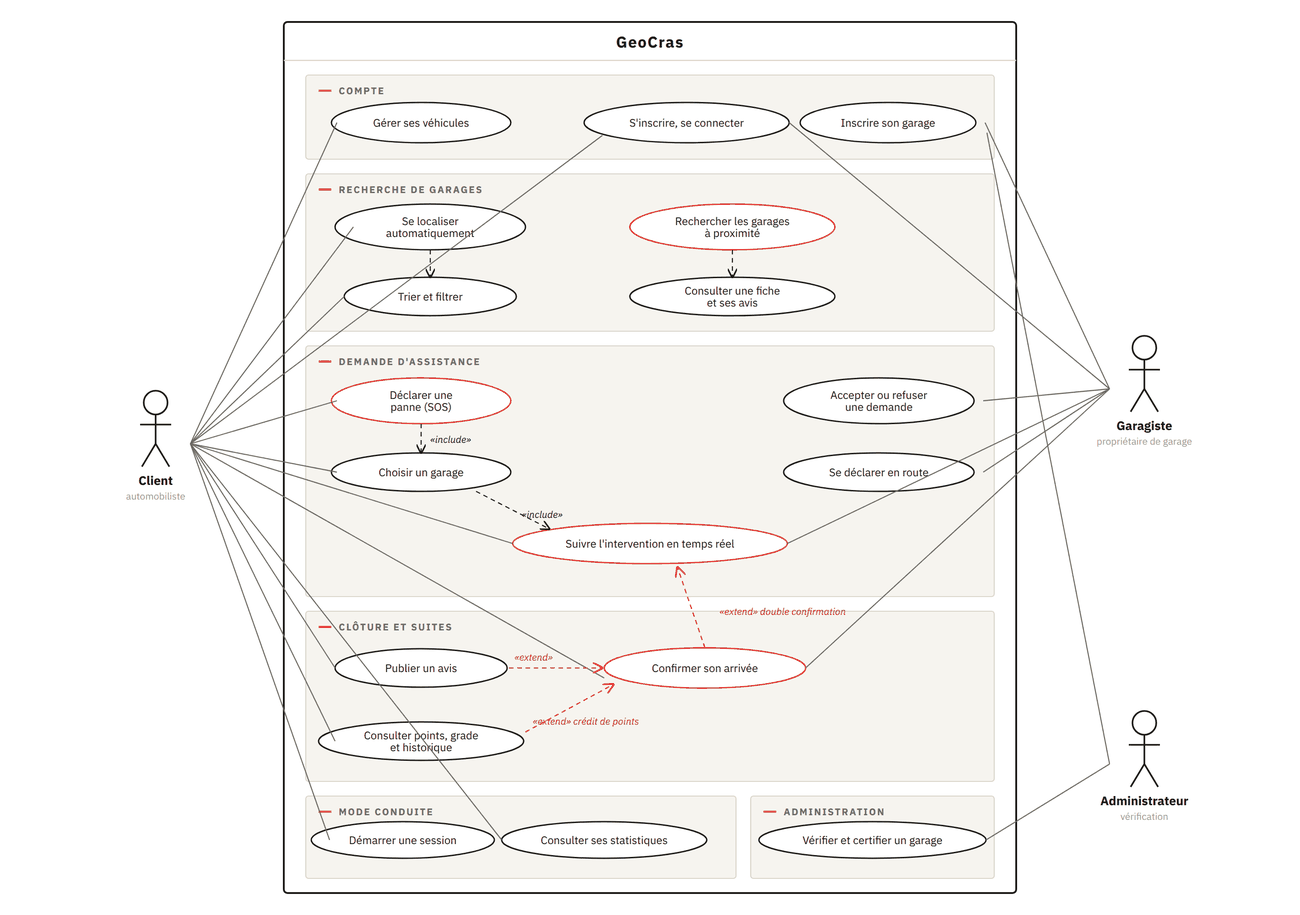 GeoCras
COMPTE
Gérer ses véhicules
S'inscrire, se connecter
Inscrire son garage
RECHERCHE DE GARAGES
Se localiser
automatiquement
Rechercher les garages
à proximité
Trier et filtrer
Consulter une fiche
et ses avis
DEMANDE D'ASSISTANCE
Déclarer une
panne (SOS)
Accepter ou refuser
une demande
«include»
Choisir un garage
Se déclarer en route
«include»
Suivre l'intervention en temps réel
Client
automobiliste
Garagiste
propriétaire de garage
«extend» double confirmation
CLÔTURE ET SUITES
«extend»
Publier un avis
Confirmer son arrivée
«extend» crédit de points
Consulter points, grade
et historique
MODE CONDUITE
Démarrer une session
Consulter ses statistiques
ADMINISTRATION
Vérifier et certifier un garage
Administrateur
vérification